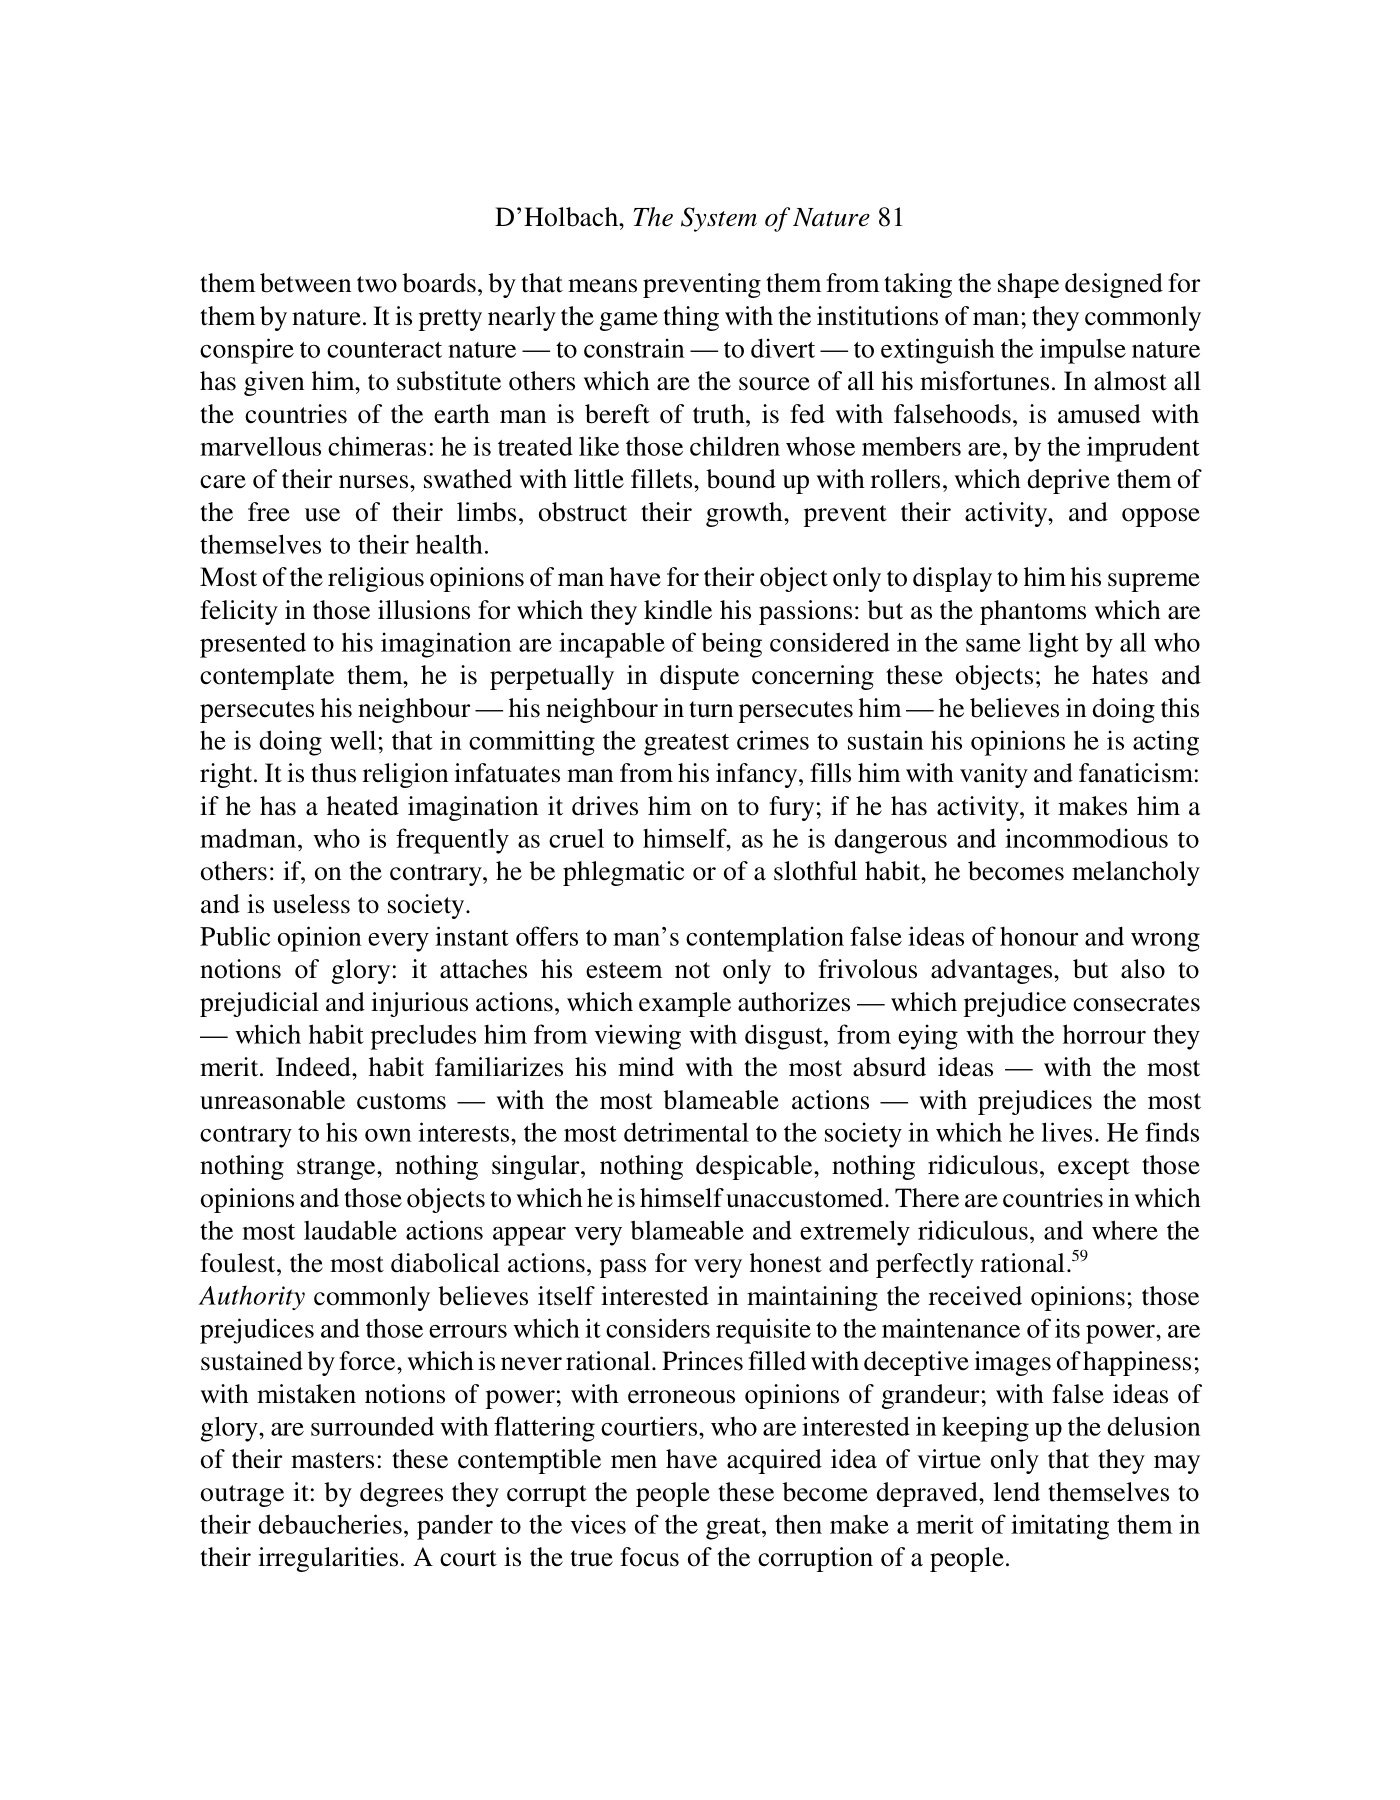 D’Holbach, The System of Nature 81
them between two boards, by that means preventing them from taking the shape designed for
them by nature. It is pretty nearly the game thing with the institutions of man; they commonly
conspire to counteract nature — to constrain — to divert — to extinguish the impulse nature
has given him, to substitute others which are the source of all his misfortunes. In almost all
the countries of the earth man is bereft of truth, is fed with falsehoods, is amused with
marvellous chimeras: he is treated like those children whose members are, by the imprudent
care of their nurses, swathed with little fillets, bound up with rollers, which deprive them of
the free use of their limbs, obstruct their growth, prevent their activity, and oppose
themselves to their health.
Most of the religious opinions of man have for their object only to display to him his supreme
felicity in those illusions for which they kindle his passions: but as the phantoms which are
presented to his imagination are incapable of being considered in the same light by all who
contemplate them, he is perpetually in dispute concerning these objects; he hates and
persecutes his neighbour — his neighbour in turn persecutes him — he believes in doing this
he is doing well; that in committing the greatest crimes to sustain his opinions he is acting
right. It is thus religion infatuates man from his infancy, fills him with vanity and fanaticism:
if he has a heated imagination it drives him on to fury; if he has activity, it makes him a
madman, who is frequently as cruel to himself, as he is dangerous and incommodious to
others: if, on the contrary, he be phlegmatic or of a slothful habit, he becomes melancholy
and is useless to society.
Public opinion every instant offers to man’s contemplation false ideas of honour and wrong
notions of glory: it attaches his esteem not only to frivolous advantages, but also to
prejudicial and injurious actions, which example authorizes — which prejudice consecrates
— which habit precludes him from viewing with disgust, from eying with the horrour they
merit. Indeed, habit familiarizes his mind with the most absurd ideas — with the most
unreasonable customs — with the most blameable actions — with prejudices the most
contrary to his own interests, the most detrimental to the society in which he lives. He finds
nothing strange, nothing singular, nothing despicable, nothing ridiculous, except those
opinions and those objects to which he is himself unaccustomed. There are countries in which
the most laudable actions appear very blameable and extremely ridiculous, and where the
foulest, the most diabolical actions, pass for very honest and perfectly rational.59
Authority commonly believes itself interested in maintaining the received opinions; those
prejudices and those errours which it considers requisite to the maintenance of its power, are
sustained by force, which is never rational. Princes filled with deceptive images of happiness;
with mistaken notions of power; with erroneous opinions of grandeur; with false ideas of
glory, are surrounded with flattering courtiers, who are interested in keeping up the delusion
of their masters: these contemptible men have acquired idea of virtue only that they may
outrage it: by degrees they corrupt the people these become depraved, lend themselves to
their debaucheries, pander to the vices of the great, then make a merit of imitating them in
their irregularities. A court is the true focus of the corruption of a people.